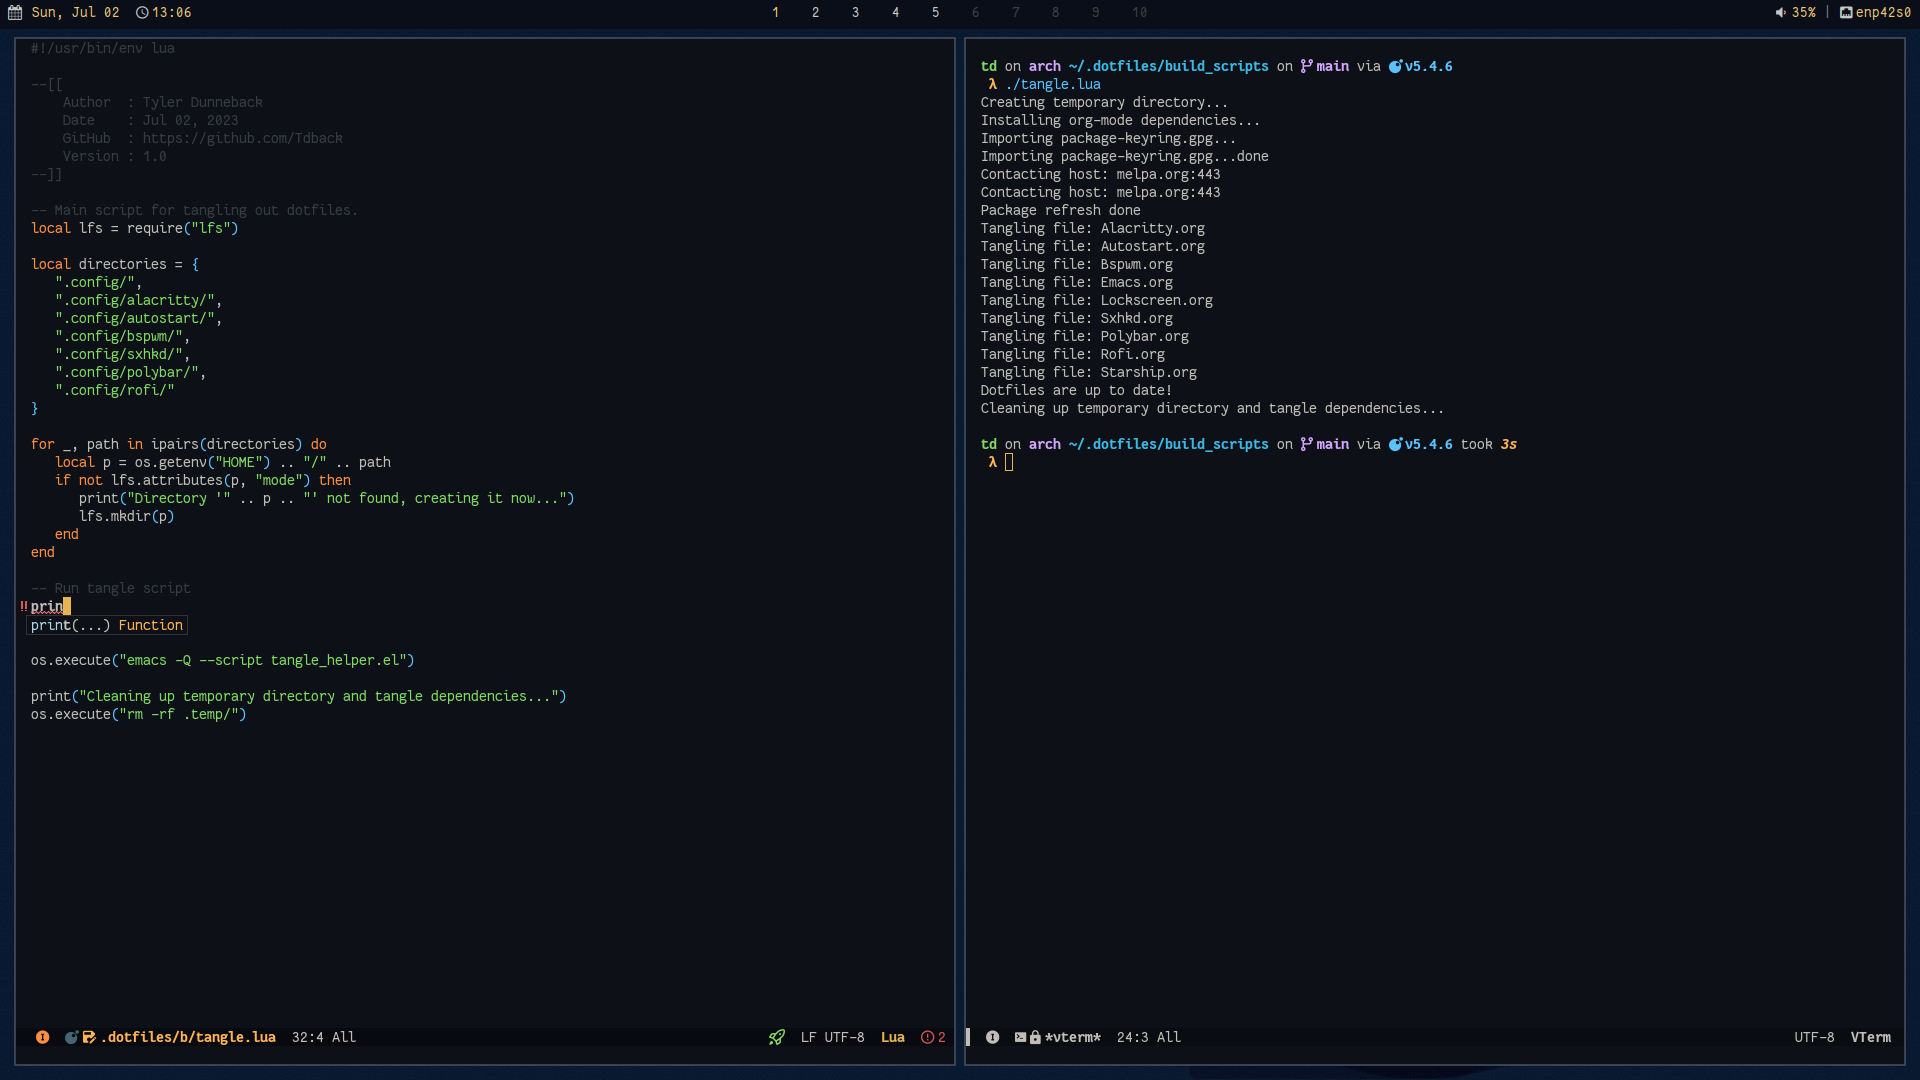 Sun, Jul 02 13:06 1 2 3 4 5 6 7 8 9 10 35% | enp42s0
#!/usr/bin/env lua
--[[
    Author  : Tyler Dunneback
    Date    : Jul 02, 2023
    GitHub  : https://github.com/Tdback
    Version : 1.0
--]]
-- Main script for tangling out dotfiles.
local lfs = require("lfs")
local directories = {
   ".config/",
   ".config/alacritty/",
   ".config/autostart/",
   ".config/bspwm/",
   ".config/sxhkd/",
   ".config/polybar/",
   ".config/rofi/"
}
for _, path in ipairs(directories) do
   local p = os.getenv("HOME") .. "/" .. path
   if not lfs.attributes(p, "mode") then
      print("Directory '" .. p .. "' not found, creating it now...")
      lfs.mkdir(p)
   end
end
-- Run tangle script
!! prin
print(...) Function
os.execute("emacs -Q --script tangle_helper.el")
print("Cleaning up temporary directory and tangle dependencies...")
os.execute("rm -rf .temp/")
.dotfiles/b/tangle.lua 32:4 All LF UTF-8 Lua 2
td on arch ~/.dotfiles/build_scripts on main via v5.4.6
λ ./tangle.lua
Creating temporary directory...
Installing org-mode dependencies...
Importing package-keyring.gpg...
Importing package-keyring.gpg...done
Contacting host: melpa.org:443
Contacting host: melpa.org:443
Package refresh done
Tangling file: Alacritty.org
Tangling file: Autostart.org
Tangling file: Bspwm.org
Tangling file: Emacs.org
Tangling file: Lockscreen.org
Tangling file: Sxhkd.org
Tangling file: Polybar.org
Tangling file: Rofi.org
Tangling file: Starship.org
Dotfiles are up to date!
Cleaning up temporary directory and tangle dependencies...
td on arch ~/.dotfiles/build_scripts on main via v5.4.6 took 3s
λ
*vterm* 24:3 All UTF-8 VTerm